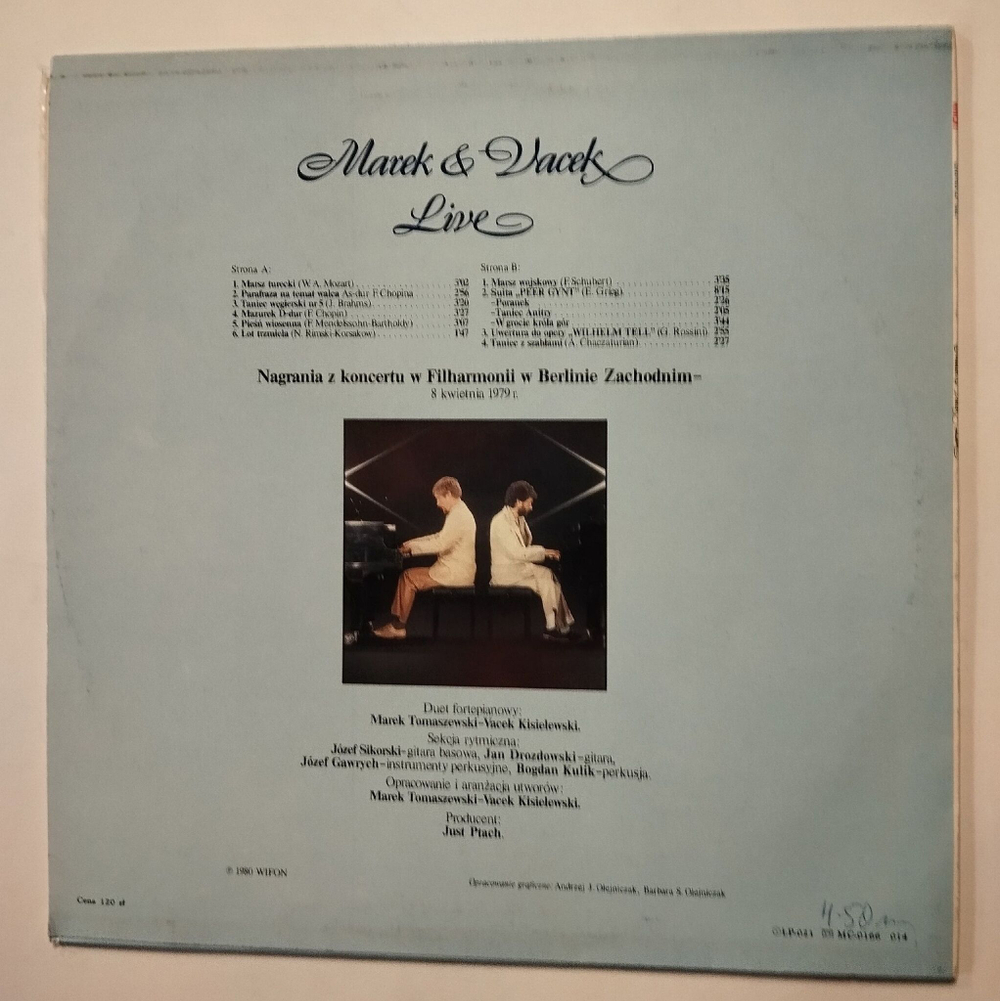 Marek & Vacek
Live
Strona A:
1. Marsz turecki (W. A. Mozart) 3'02
2. Parafraza na temat walca As-dur F. Chopina 2'56
3. Taniec węgierski nr 5 (J. Brahms) 3'20
4. Mazurek D-dur (F. Chopin) 3'27
5. Pieśń wiosenna (F. Mendelssohn-Bartholdy) 3'07
6. Lot trzmiela (N. Rimski-Korsakow) 1'47
Strona B:
1. Marsz wojskowy (F. Schubert) 3'35
2. Suita „PEER GYNT” (E. Grieg) 8'15
-Poranek 2'26
-Taniec Anitry 2'05
-W grocie króla gór 3'44
3. Uwertura do opery „WILHELM TELL” (G. Rossini) 2'55
4. Taniec z szablami (A. Chaczaturian) 2'27
Nagrania z koncertu w Filharmonii w Berlinie Zachodnim-
8 kwietnia 1979 r.
Duet fortepianowy:
Marek Tomaszewski-Vacek Kisielewski.
Sekcja rytmiczna:
Józef Sikorski-gitara basowa, Jan Drozdowski-gitara,
Józef Gawrych-instrumenty perkusyjne, Bogdan Kulik-perkusja.
Opracowanie i aranżacja utworów:
Marek Tomaszewski-Vacek Kisielewski.
Producent:
Just Ptach.
℗ 1980 WIFON
Opracowanie graficzne: Andrzej J. Olejniczak, Barbara S. Olejniczak
Cena 120 zł
4.50
LP-021 MC-0168 014